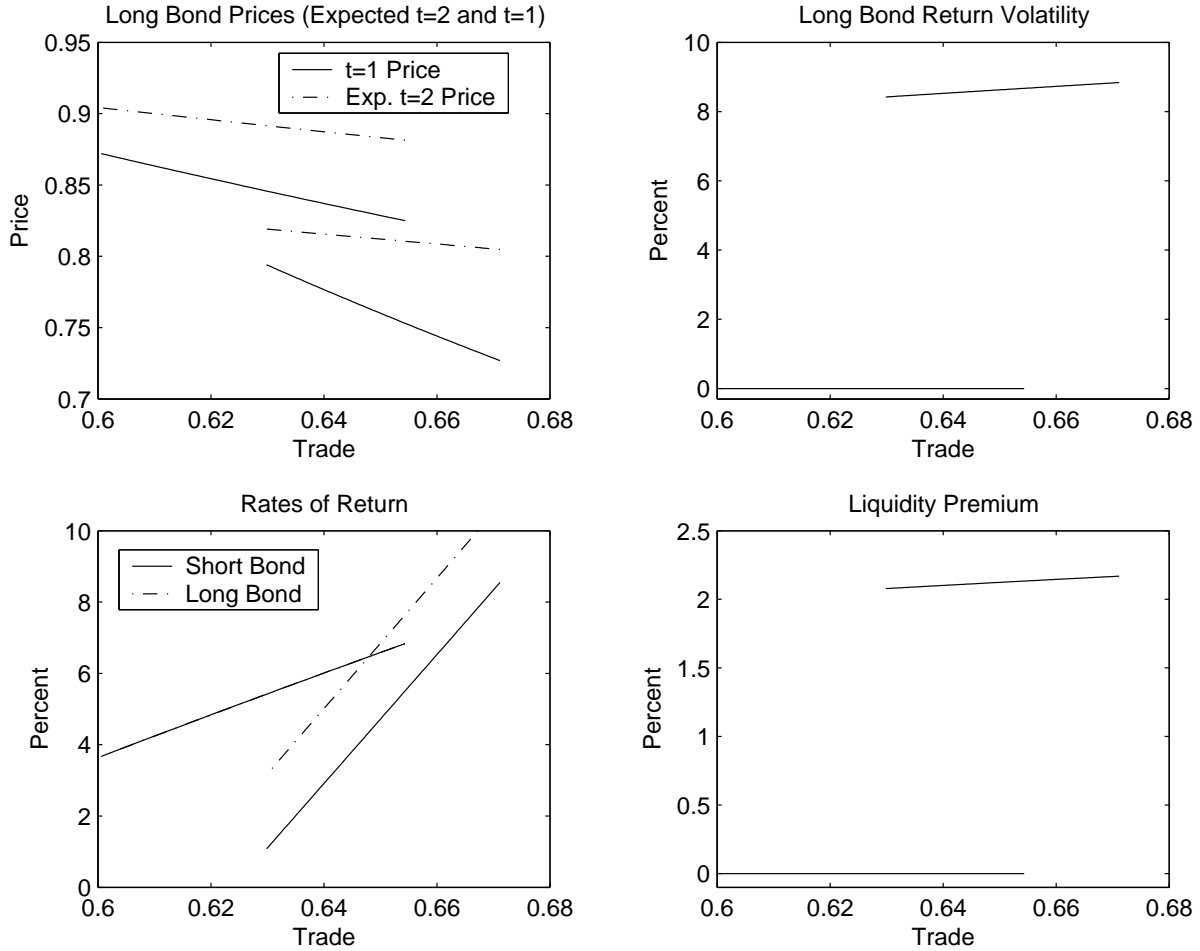 Long Bond Prices (Expected t=2 and t=1)
0.95
0.9
0.85
0.8
0.75
0.7
Price
t=1 Price
Exp. t=2 Price
0.6
0.62
0.64
0.66
0.68
Trade
Long Bond Return Volatility
10
8
6
4
2
0
Percent
0.6
0.62
0.64
0.66
0.68
Trade
Rates of Return
10
8
6
4
2
0
Percent
Short Bond
Long Bond
0.6
0.62
0.64
0.66
0.68
Trade
Liquidity Premium
2.5
2
1.5
1
0.5
0
Percent
0.6
0.62
0.64
0.66
0.68
Trade